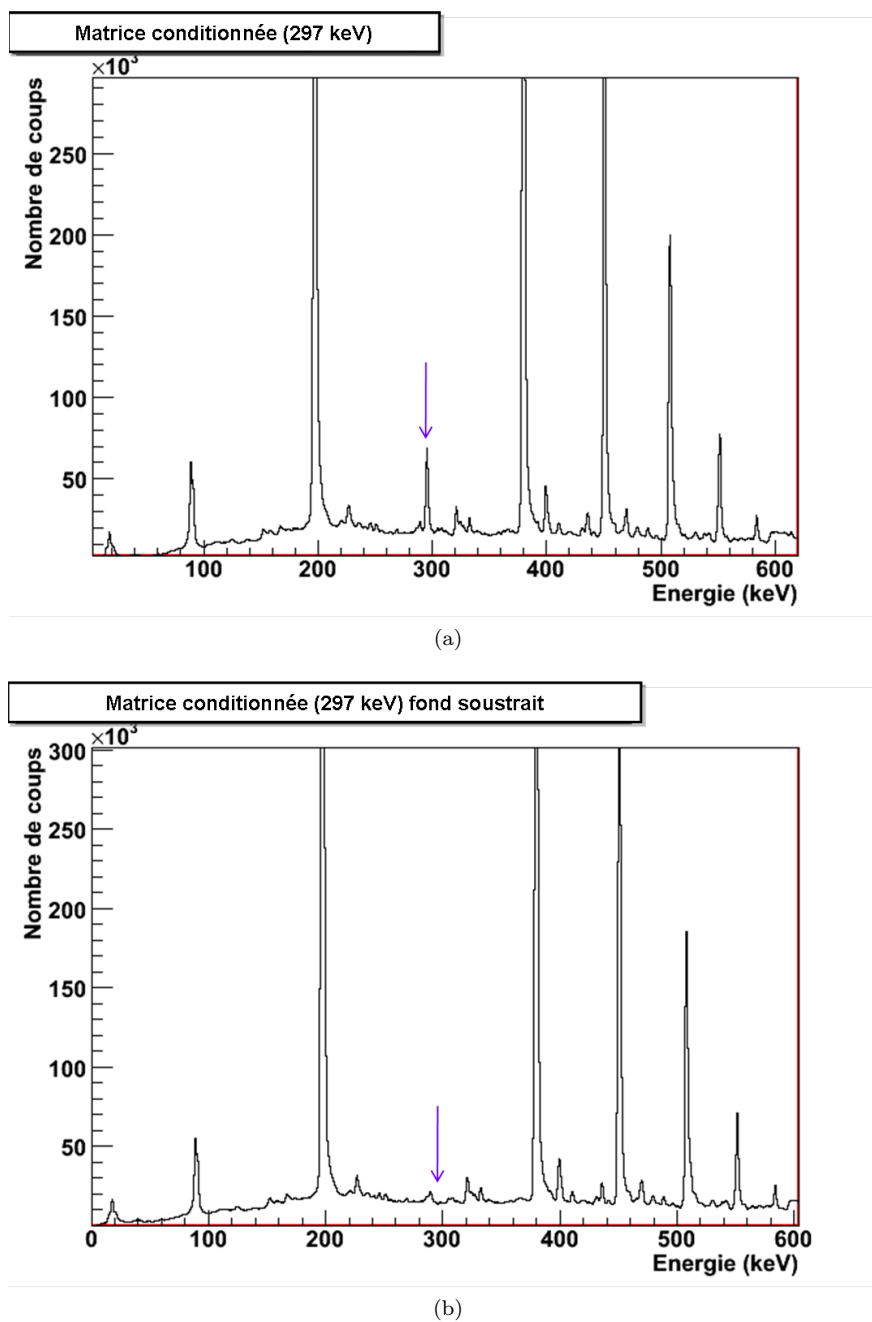 Matrice conditionnée (297 keV)
×10³
Nombre de coups
250
200
150
100
50
100 200 300 400 500 600
Energie (keV)
(a)
Matrice conditionnée (297 keV) fond soustrait
×10³
Nombre de coups
300
250
200
150
100
50
0 100 200 300 400 500 600
Energie (keV)
(b)